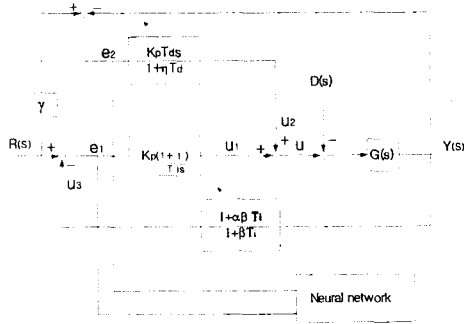 + −
e2
KpTds
1+ηTd
D(s)
γ
u2
R(s) + e1
Kp(1+1)
Tis
u1 + + u −
G(s)
Y(s)
−
u3
1+αβ Ti
1+βTi
Neural network